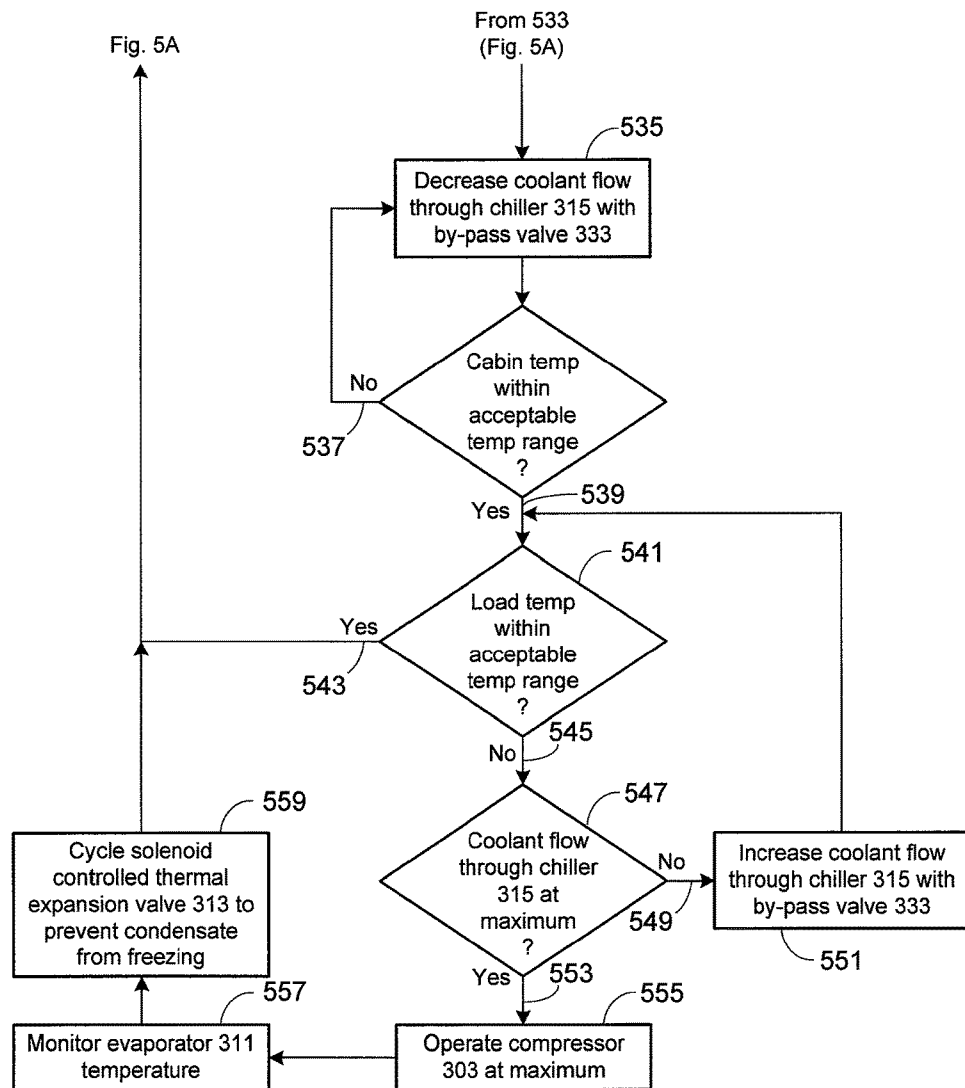 Fig. 5A
From 533
(Fig. 5A)
535
Decrease coolant flow
through chiller 315 with
by-pass valve 333
No
537
Cabin temp
within
acceptable
temp range
?
Yes
539
541
Load temp
within
acceptable
temp range
?
Yes
543
No
545
547
Coolant flow
through chiller
315 at
maximum
?
No
549
Increase coolant flow
through chiller 315 with
by-pass valve 333
551
Yes
553
555
Operate compressor
303 at maximum
557
Monitor evaporator 311
temperature
559
Cycle solenoid
controlled thermal
expansion valve 313 to
prevent condensate
from freezing